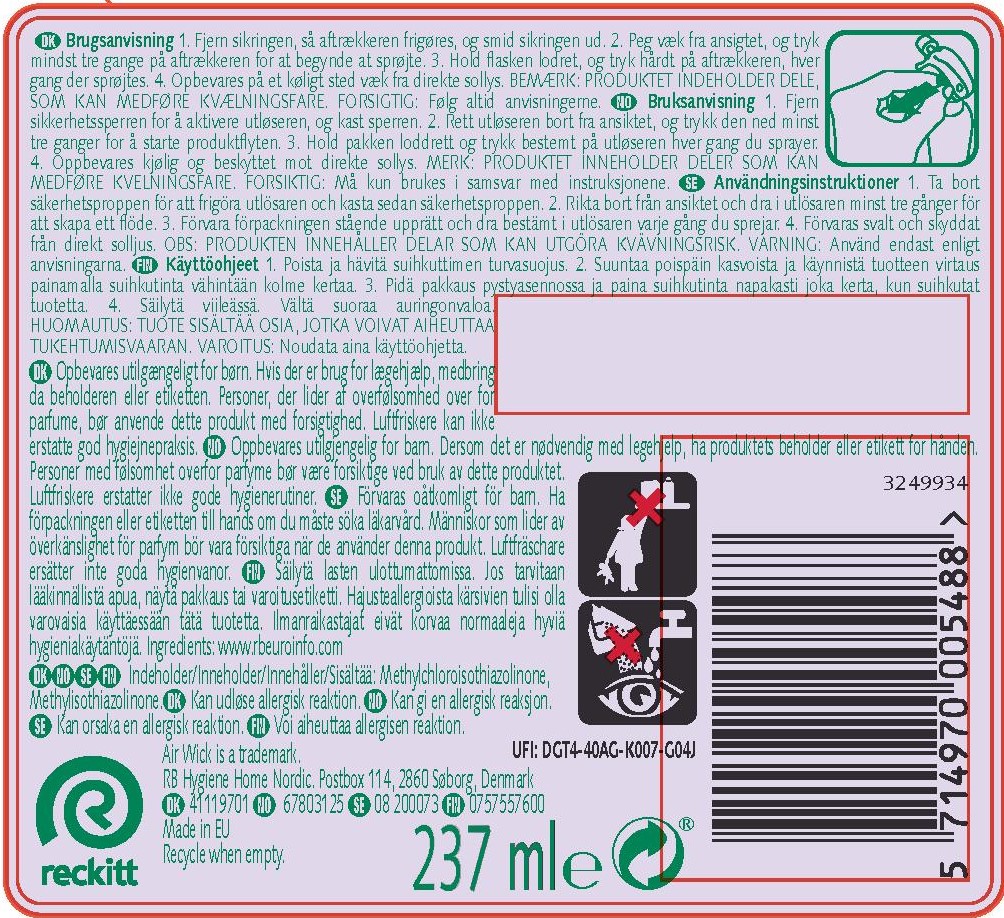 DK Brugsanvisning 1. Fjern sikringen, så aftrækkeren frigøres, og smid sikringen ud. 2. Peg væk fra ansigtet, og tryk
mindst tre gange på aftrækkeren for at begynde at sprøjte. 3. Hold flasken lodret, og tryk hårdt på aftrækkeren, hver
gang der sprøjtes. 4. Opbevares på et køligt sted væk fra direkte sollys. BEMÆRK: PRODUKTET INDEHOLDER DELE,
SOM KAN MEDFØRE KVÆLNINGSFARE. FORSIGTIG: Følg altid anvisningerne. NO Bruksanvisning 1. Fjern
sikkerhetssperren for å aktivere utløseren, og kast sperren. 2. Rett utløseren bort fra ansiktet, og trykk den ned minst
tre ganger for å starte produktflyten. 3. Hold pakken loddrett og trykk bestemt på utløseren hver gang du sprayer.
4. Oppbevares kjølig og beskyttet mot direkte sollys. MERK: PRODUKTET INNEHOLDER DELER SOM KAN
MEDFØRE KVELNINGSFARE. FORSIKTIG: Må kun brukes i samsvar med instruksjonene. SE Användningsinstruktioner 1. Ta bort
säkerhetsproppen för att frigöra utlösaren och kasta sedan säkerhetsproppen. 2. Rikta bort från ansiktet och dra i utlösaren minst tre gånger för
att skapa ett flöde. 3. Förvara förpackningen stående upprätt och dra bestämt i utlösaren varje gång du sprejar. 4. Förvaras svalt och skyddat
från direkt solljus. OBS: PRODUKTEN INNEHÅLLER DELAR SOM KAN UTGÖRA KVÄVNINGSRISK. VARNING: Använd endast enligt
anvisningarna. FIN Käyttöohjeet 1. Poista ja hävitä suihkuttimen turvasuojus. 2. Suuntaa poispäin kasvoista ja käynnistä tuotteen virtaus
painamalla suihkutinta vähintään kolme kertaa. 3. Pidä pakkaus pystyasennossa ja paina suihkutinta napakasti joka kerta, kun suihkutat
tuotetta. 4. Säilytä viileässä. Vältä suoraa auringonvaloa.
HUOMAUTUS: TUOTE SISÄLTÄÄ OSIA, JOTKA VOIVAT AIHEUTTAA
TUKEHTUMISVAARAN. VAROITUS: Noudata aina käyttöohjetta.
DK Opbevares utilgængeligt for børn. Hvis der er brug for lægehjælp, medbring
da beholderen eller etiketten. Personer, der lider af overfølsomhed over for
parfume, bør anvende dette produkt med forsigtighed. Luftfriskere kan ikke
erstatte god hygiejnepraksis. NO Oppbevares utilgjengelig for barn. Dersom det er nødvendig med legehjelp, ha produktets beholder eller etikett for hånden.
Personer med følsomhet overfor parfyme bør være forsiktige ved bruk av dette produktet.
Luftfriskere erstatter ikke gode hygienerutiner. SE Förvaras oåtkomligt för barn. Ha
förpackningen eller etiketten till hands om du måste söka läkarvård. Människor som lider av
överkänslighet för parfym bör vara försiktiga när de använder denna produkt. Luftfräschare
ersätter inte goda hygienvanor. FIN Säilytä lasten ulottumattomissa. Jos tarvitaan
lääkinnällistä apua, näytä pakkaus tai varoitusetiketti. Hajusteallergioista kärsivien tulisi olla
varovaisia käyttäessään tätä tuotetta. Ilmanraikastajat eivät korvaa normaaleja hyviä
hygieniakäytäntöjä. Ingredients: www.rbeuroinfo.com
DK NO SE FIN Indeholder/Inneholder/Innehåller/Sisältää: Methylchloroisothiazolinone,
Methylisothiazolinone. DK Kan udløse allergisk reaktion. NO Kan gi en allergisk reaksjon.
SE Kan orsaka en allergisk reaktion. FIN Voi aiheuttaa allergisen reaktion.
Air Wick is a trademark.
RB Hygiene Home Nordic. Postbox 114, 2860 Søborg, Denmark
DK 41119701 NO 67803125 SE 08 200073 FIN 0757557600
Made in EU
Recycle when empty.
reckitt
UFI: DGT4-40AG-K007-G04J
237 ml e
®
3249934
5 714970 005488 >